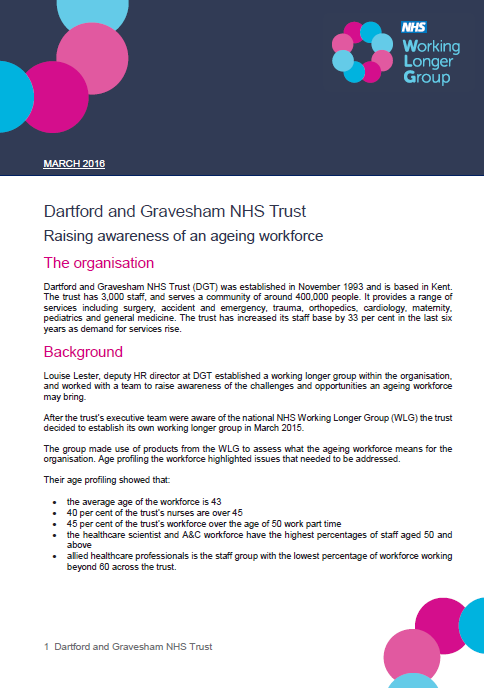 NHS
Working
Longer
Group
MARCH 2016
Dartford and Gravesham NHS Trust
Raising awareness of an ageing workforce
The organisation
Dartford and Gravesham NHS Trust (DGT) was established in November 1993 and is based in Kent.
The trust has 3,000 staff, and serves a community of around 400,000 people. It provides a range of
services including surgery, accident and emergency, trauma, orthopedics, cardiology, maternity,
pediatrics and general medicine. The trust has increased its staff base by 33 per cent in the last six
years as demand for services rise.
Background
Louise Lester, deputy HR director at DGT established a working longer group within the organisation,
and worked with a team to raise awareness of the challenges and opportunities an ageing workforce
may bring.
After the trust's executive team were aware of the national NHS Working Longer Group (WLG) the trust
decided to establish its own working longer group in March 2015.
The group made use of products from the WLG to assess what the ageing workforce means for the
organisation. Age profiling the workforce highlighted issues that needed to be addressed.
Their age profiling showed that:
• the average age of the workforce is 43
• 40 per cent of the trust's nurses are over 45
• 45 per cent of the trust's workforce over the age of 50 work part time
• the healthcare scientist and A&C workforce have the highest percentages of staff aged 50 and
above
• allied healthcare professionals is the staff group with the lowest percentage of workforce working
beyond 60 across the trust.
1 Dartford and Gravesham NHS Trust